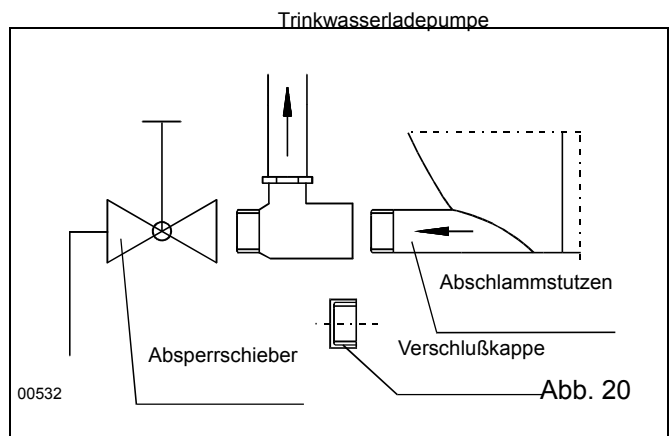 Trinkwasserladepumpe
Abschlammstutzen
Absperrschieber
Verschlußkappe
00532
Abb. 20